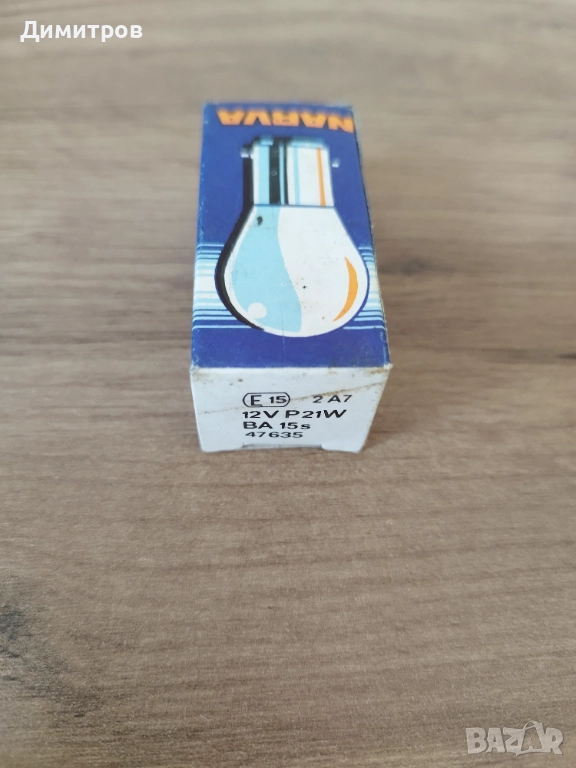 Димитров
NARVA
E 15 2 A7
12V P21W
BA 15s
47635
BAZAR